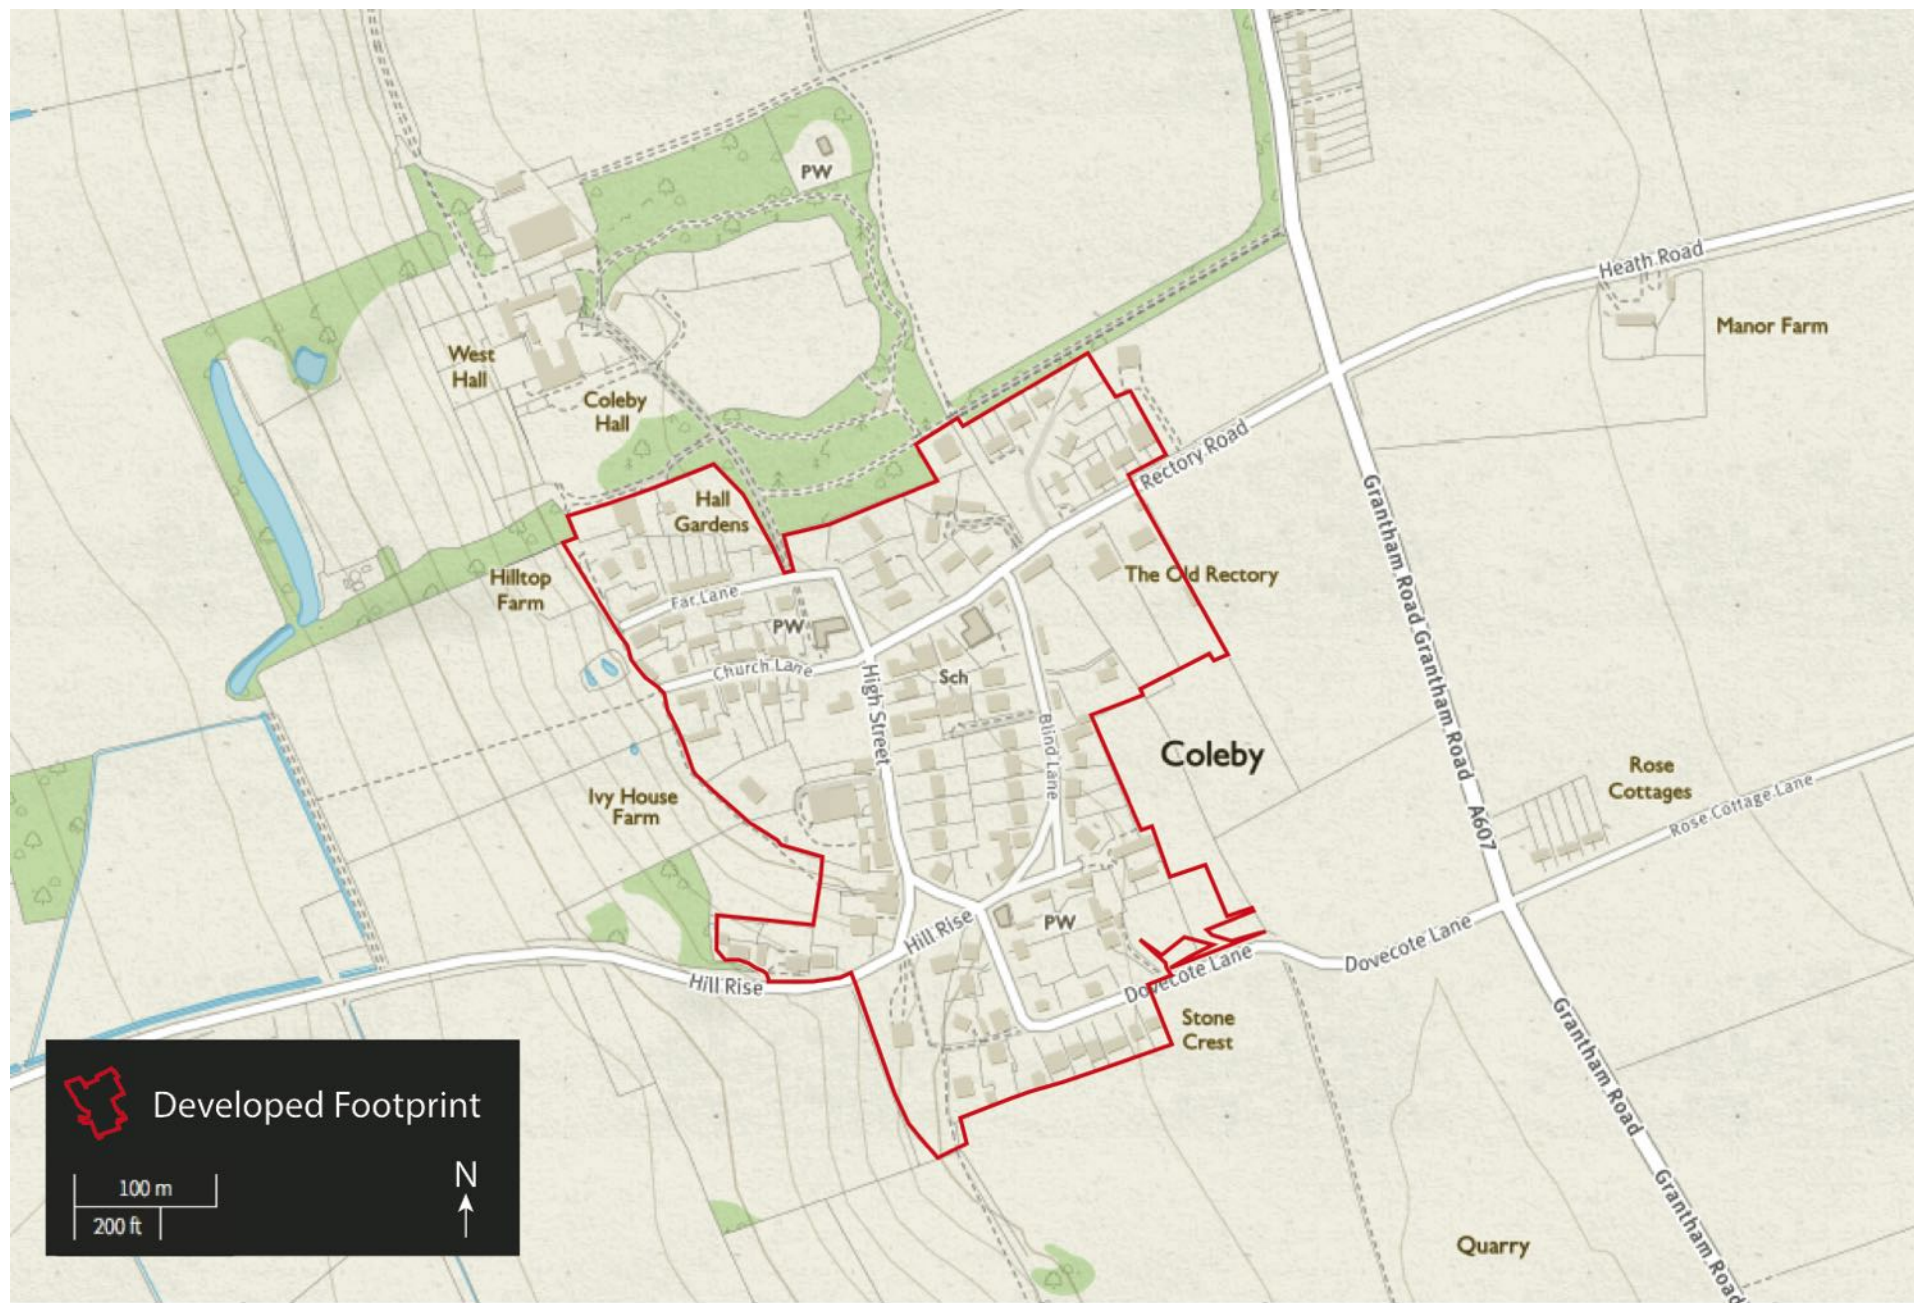 PW
Heath Road
Manor Farm
West
Hall
Coleby
Hall
Rectory Road
Hall
Gardens
Grantham Road
Grantham Road
A607
Hilltop
Farm
The Old Rectory
Far Lane
PW
Church Lane
High Street
Sch
Blind Lane
Coleby
Ivy House
Farm
Rose
Cottages
Rose Cottage Lane
PW
Hill Rise
Dovecote Lane
Hill Rise
Dovecote Lane
Stone
Crest
Grantham Road
Grantham Road
Quarry
Developed Footprint
100 m
200 ft
N